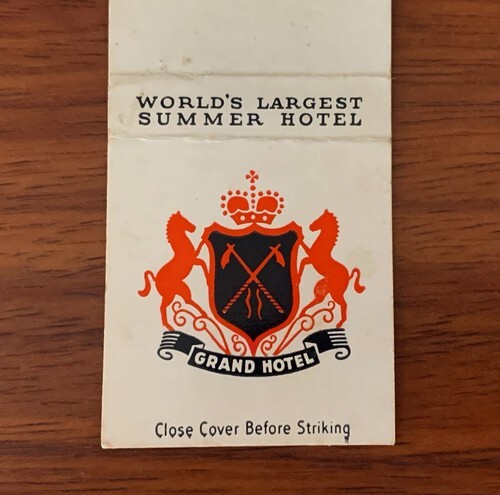 WORLD'S LARGEST
SUMMER HOTEL
GRAND HOTEL
Close Cover Before Striking